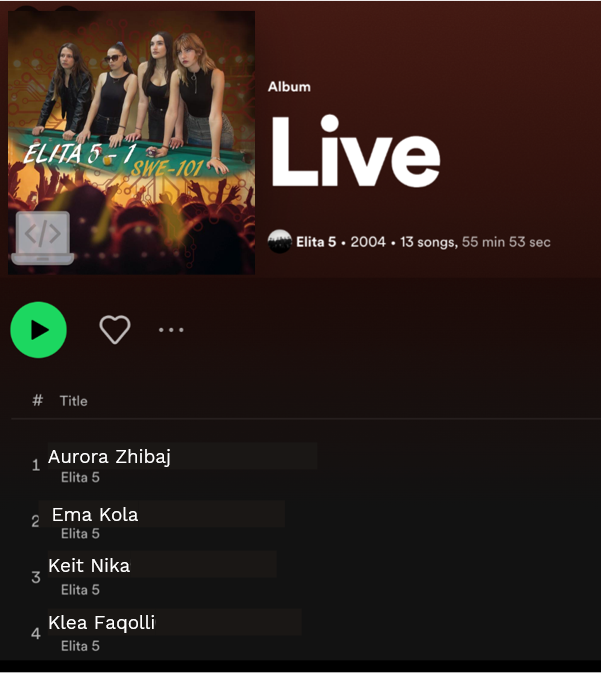 ELITA 5 - 1
SWE-101
</>
Album
Live
Elita 5 • 2004 • 13 songs, 55 min 53 sec
# Title
1 Aurora Zhibaj
Elita 5
2 Ema Kola
Elita 5
3 Keit Nika
Elita 5
4 Klea Faqolli
Elita 5